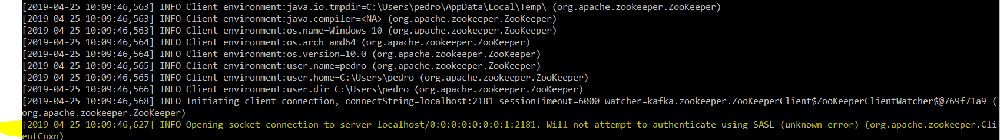 [2019-04-25 10:09:46,563] INFO Client environment:java.io.tmpdir=C:\Users\pedro\AppData\Local\Temp\ (org.apache.zookeeper.ZooKeeper)
[2019-04-25 10:09:46,563] INFO Client environment:java.compiler=<NA> (org.apache.zookeeper.ZooKeeper)
[2019-04-25 10:09:46,563] INFO Client environment:os.name=Windows 10 (org.apache.zookeeper.ZooKeeper)
[2019-04-25 10:09:46,564] INFO Client environment:os.arch=amd64 (org.apache.zookeeper.ZooKeeper)
[2019-04-25 10:09:46,564] INFO Client environment:os.version=10.0 (org.apache.zookeeper.ZooKeeper)
[2019-04-25 10:09:46,565] INFO Client environment:user.name=pedro (org.apache.zookeeper.ZooKeeper)
[2019-04-25 10:09:46,565] INFO Client environment:user.home=C:\Users\pedro (org.apache.zookeeper.ZooKeeper)
[2019-04-25 10:09:46,566] INFO Client environment:user.dir=C:\Users\pedro (org.apache.zookeeper.ZooKeeper)
[2019-04-25 10:09:46,568] INFO Initiating client connection, connectString=localhost:2181 sessionTimeout=6000 watcher=kafka.zookeeper.ZooKeeperClient$ZooKeeperClientWatcher$@769f71a9 (
org.apache.zookeeper.ZooKeeper)
[2019-04-25 10:09:46,627] INFO Opening socket connection to server localhost/0:0:0:0:0:0:0:1:2181. Will not attempt to authenticate using SASL (unknown error) (org.apache.zookeeper.Cli
entCnxn)